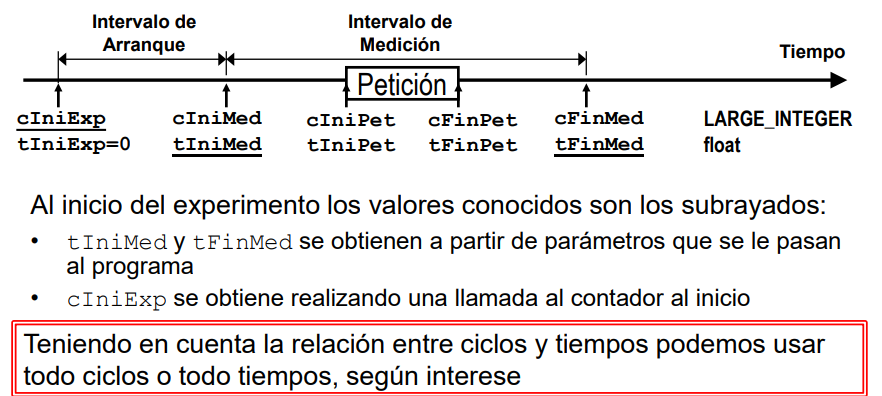 Intervalo de Arranque
Intervalo de Medición
Tiempo
Petición
cIniExp cIniMed cIniPet cFinPet cFinMed LARGE_INTEGER
tIniExp=0 tIniMed tIniPet tFinPet tFinMed float
Al inicio del experimento los valores conocidos son los subrayados:
• tIniMed y tFinMed se obtienen a partir de parámetros que se le pasan
al programa
• cIniExp se obtiene realizando una llamada al contador al inicio
Teniendo en cuenta la relación entre ciclos y tiempos podemos usar
todo ciclos o todo tiempos, según interese